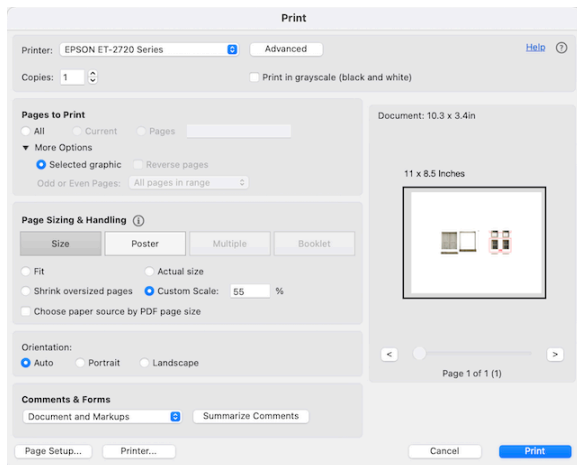 Print
Printer: EPSON ET-2720 Series Advanced Help ?
Copies: 1 Print in grayscale (black and white)
Pages to Print
All Current Pages
More Options
Selected graphic Reverse pages
Odd or Even Pages: All pages in range
Page Sizing & Handling i
Size Poster Multiple Booklet
Fit Actual size
Shrink oversized pages Custom Scale: 55 %
Choose paper source by PDF page size
Orientation:
Auto Portrait Landscape
Comments & Forms
Document and Markups Summarize Comments
Document: 10.3 x 3.4in
11 x 8.5 Inches
< >
Page 1 of 1 (1)
Page Setup... Printer... Cancel Print